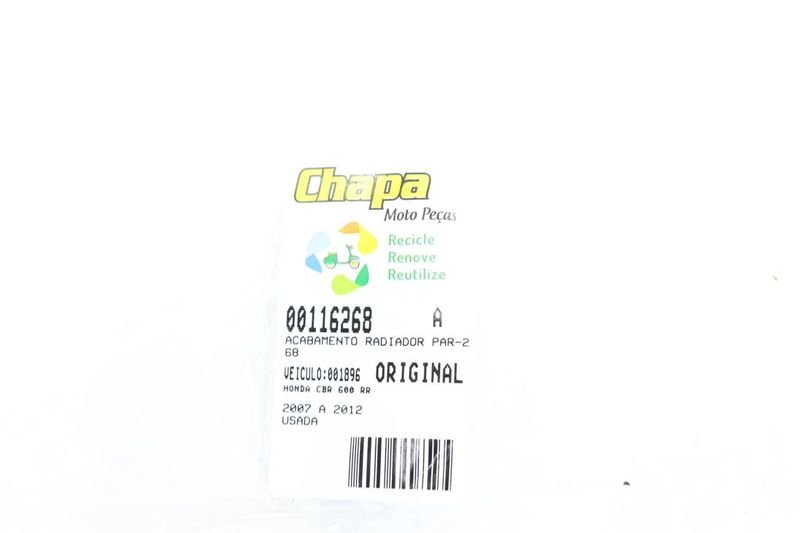 Chapa
Moto Peças
Recicle
Renove
Reutilize
00116268 A
ACABAMENTO RADIADOR PAR-2
68
VEICULO:001896 ORIGINAL
HONDA CBR 600 RR
2007 A 2012
USADA